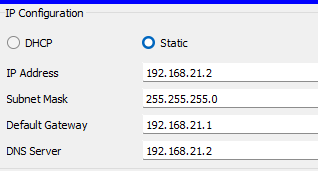 IP Configuration
DHCP Static
IP Address 192.168.21.2
Subnet Mask 255.255.255.0
Default Gateway 192.168.21.1
DNS Server 192.168.21.2